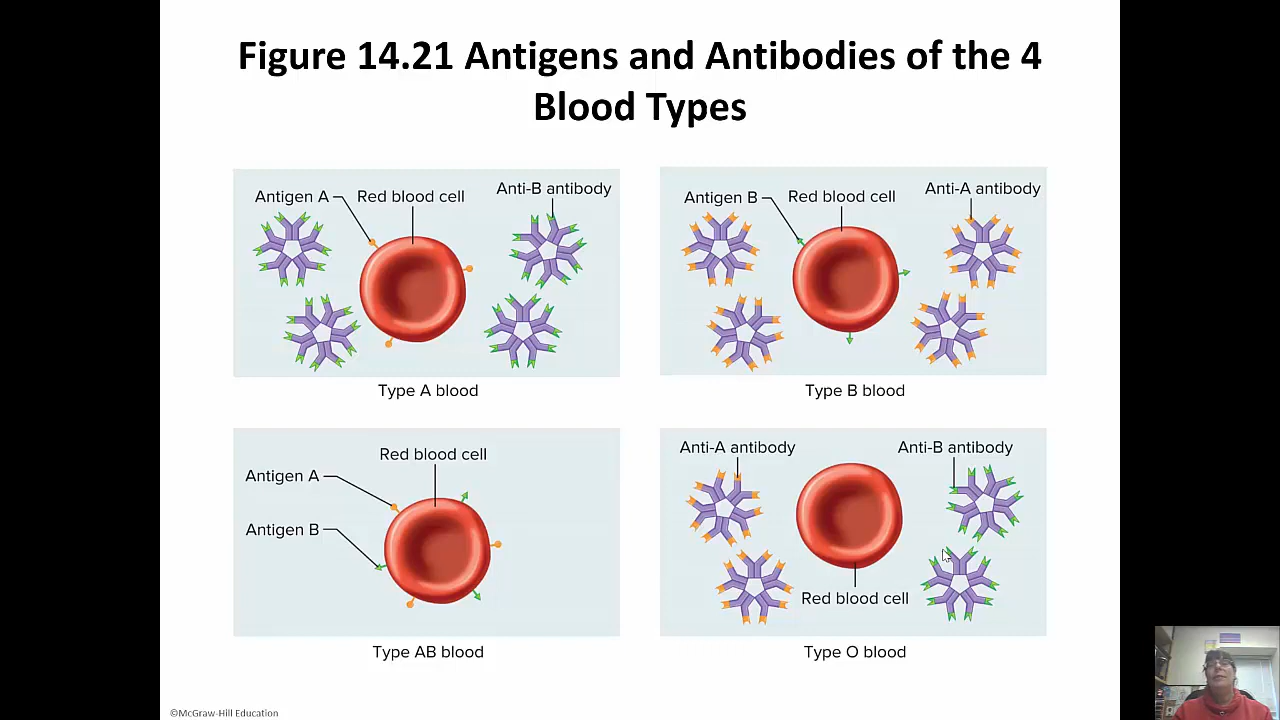 Figure 14.21 Antigens and Antibodies of the 4
Blood Types
Antigen A
Red blood cell
Anti-B antibody
Type A blood
Antigen B
Red blood cell
Anti-A antibody
Type B blood
Red blood cell
Antigen A
Antigen B
Type AB blood
Anti-A antibody
Anti-B antibody
Red blood cell
Type O blood
©McGraw-Hill Education